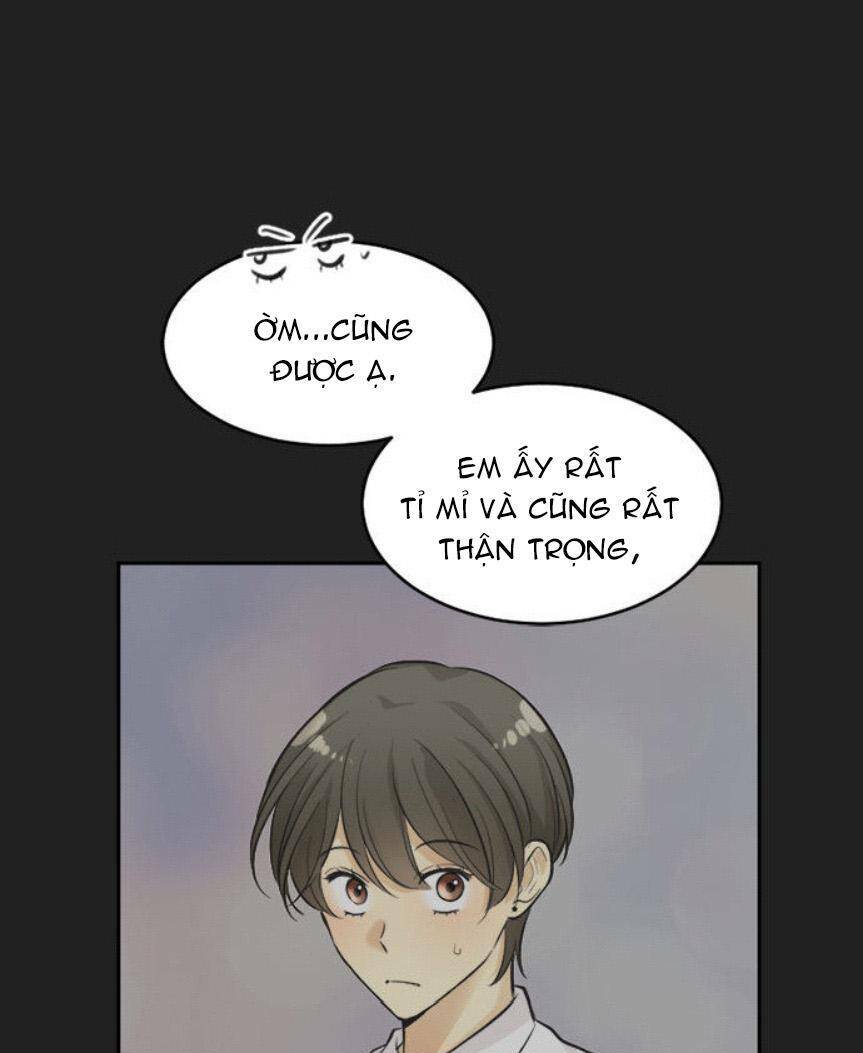 ỜM...CŨNG
ĐƯỢC Ạ.
EM ẤY RẤT
TỈ MỈ VÀ CŨNG RẤT
THẬN TRỌNG,